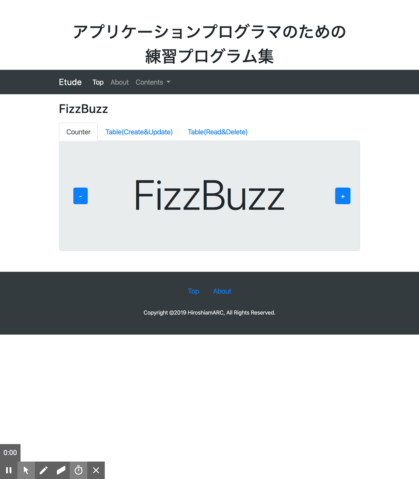 アプリケーションプログラマのための
練習プログラム集
Etude Top About Contents
FizzBuzz
Counter Table(Create&Update) Table(Read&Delete)
- FizzBuzz +
Top About
Copyright ©2019 HiroshiamARC, All Rights Reserved.
0:00